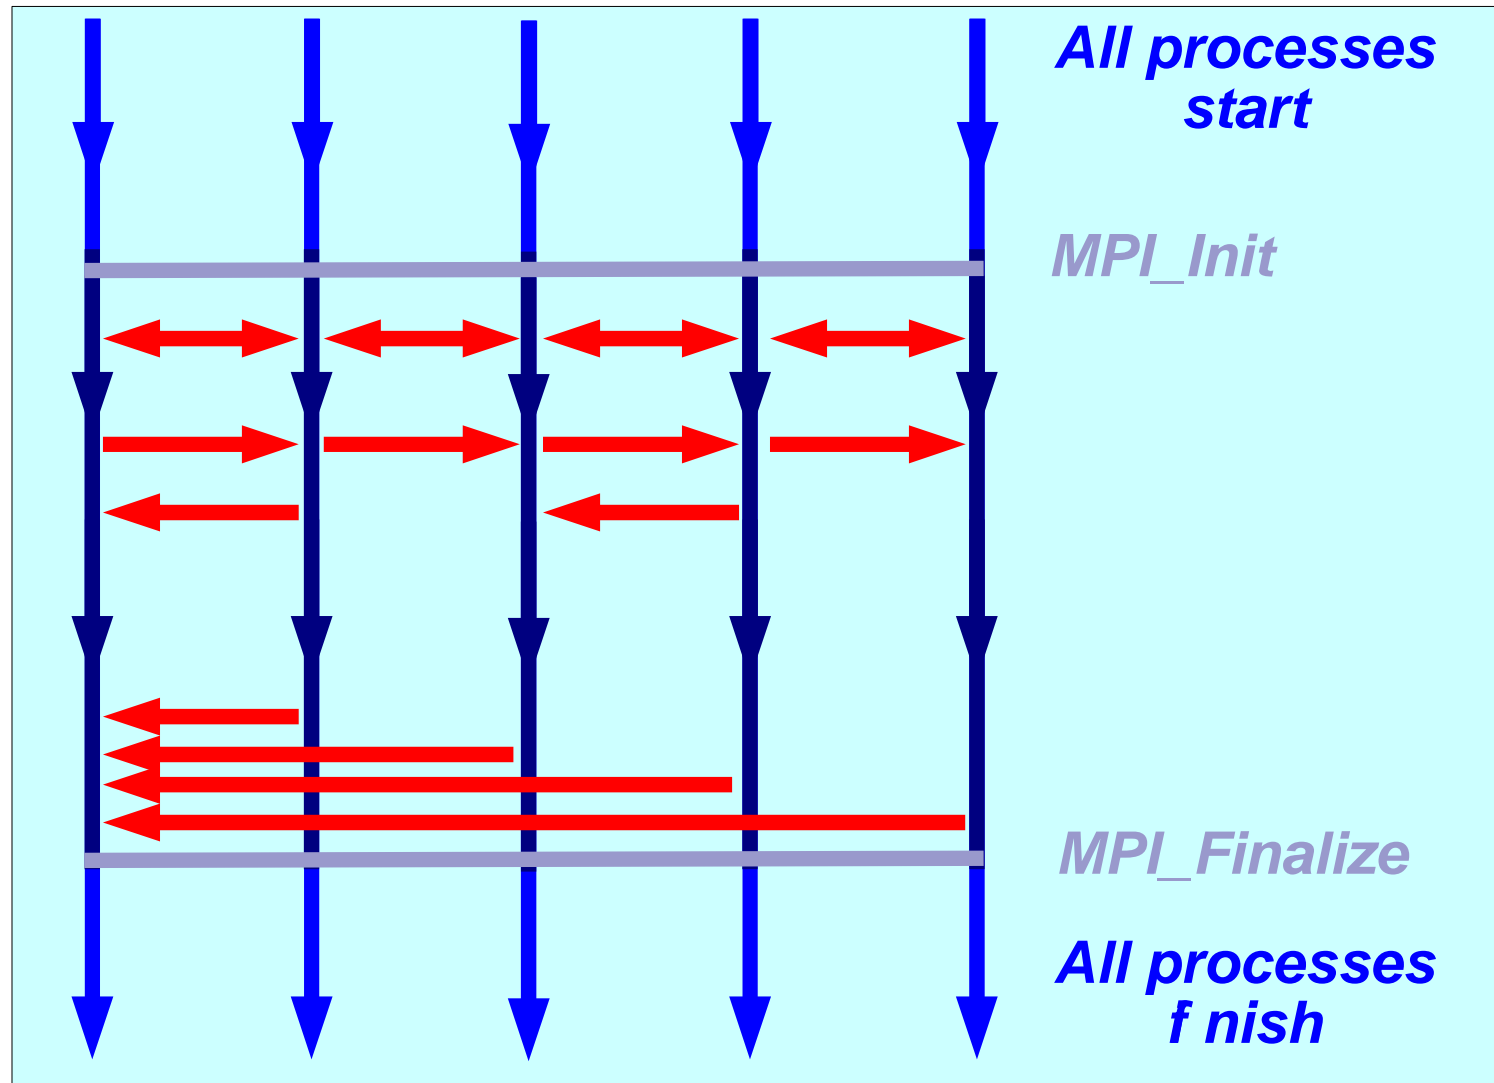 All processes
start
MPI_Init
MPI_Finalize
All processes
f nish